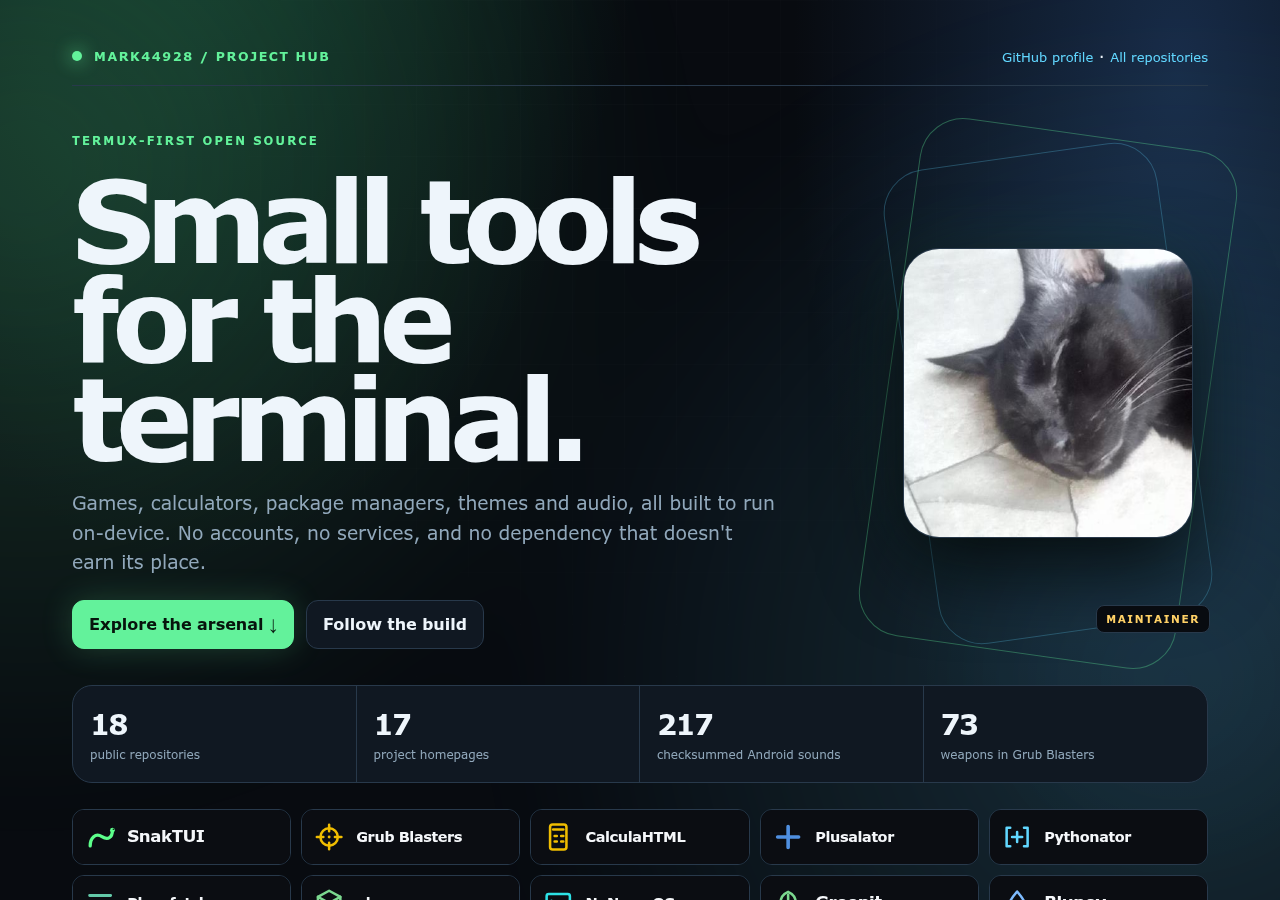 MARK44928 / PROJECT HUB
GitHub profile · All repositories
TERMUX-FIRST OPEN SOURCE
Small tools
for the
terminal.
Games, calculators, package managers, themes and audio, all built to run
on-device. No accounts, no services, and no dependency that doesn't
earn its place.
Explore the arsenal ↓
Follow the build
MAINTAINER
18
public repositories
17
project homepages
217
checksummed Android sounds
73
weapons in Grub Blasters
SnakTUI
Grub Blasters
CalculaHTML
Plusalator
Pythonator